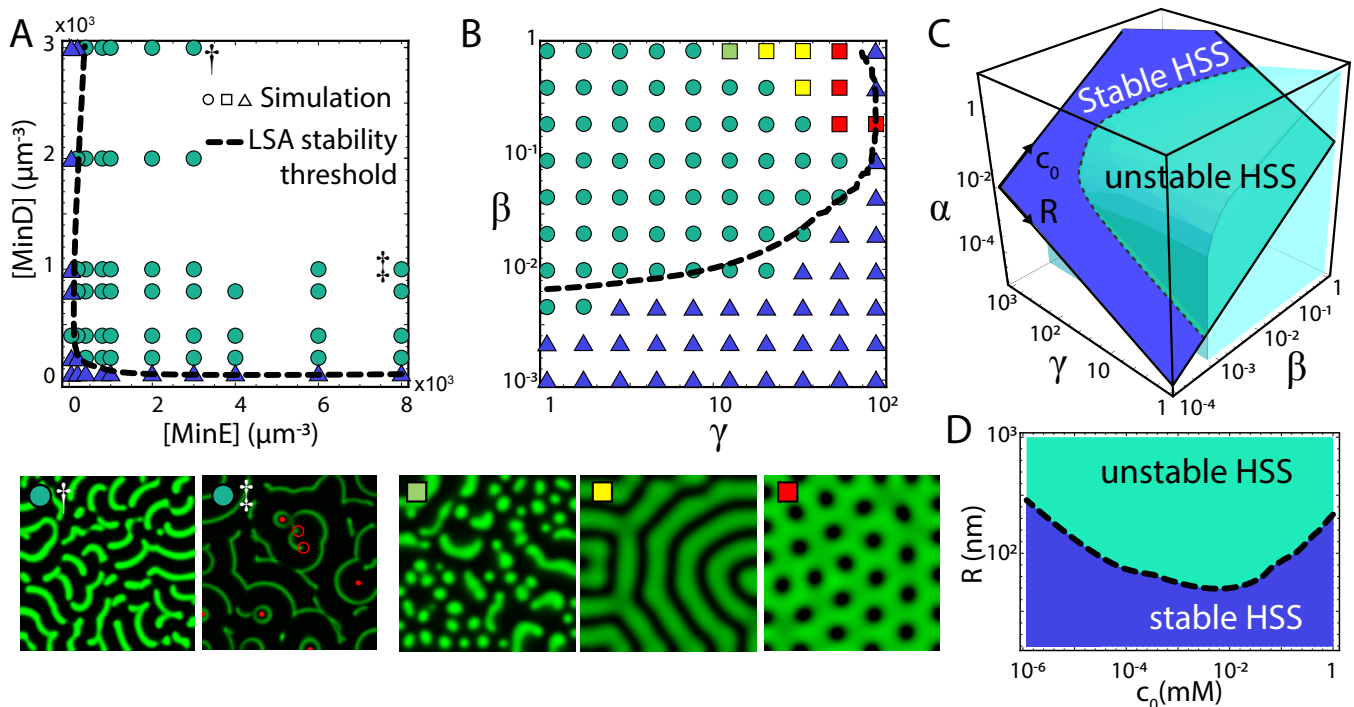 A
x10³
3
2
1
0
[MinD] (µm⁻³)
†
Simulation
LSA stability
threshold
‡
0
2
4
6
8
x10³
[MinE] (µm⁻³)
B
1
10⁻¹
10⁻²
10⁻³
β
1
10
10²
γ
C
Stable HSS
unstable HSS
c₀
R
1
10⁻²
10⁻⁴
α
10³
10²
10
1
γ
10⁻⁴
10⁻³
10⁻²
10⁻¹
1
β
†
‡
D
10³
10²
R (nm)
unstable HSS
stable HSS
10⁻⁶
10⁻⁴
10⁻²
1
c₀(mM)